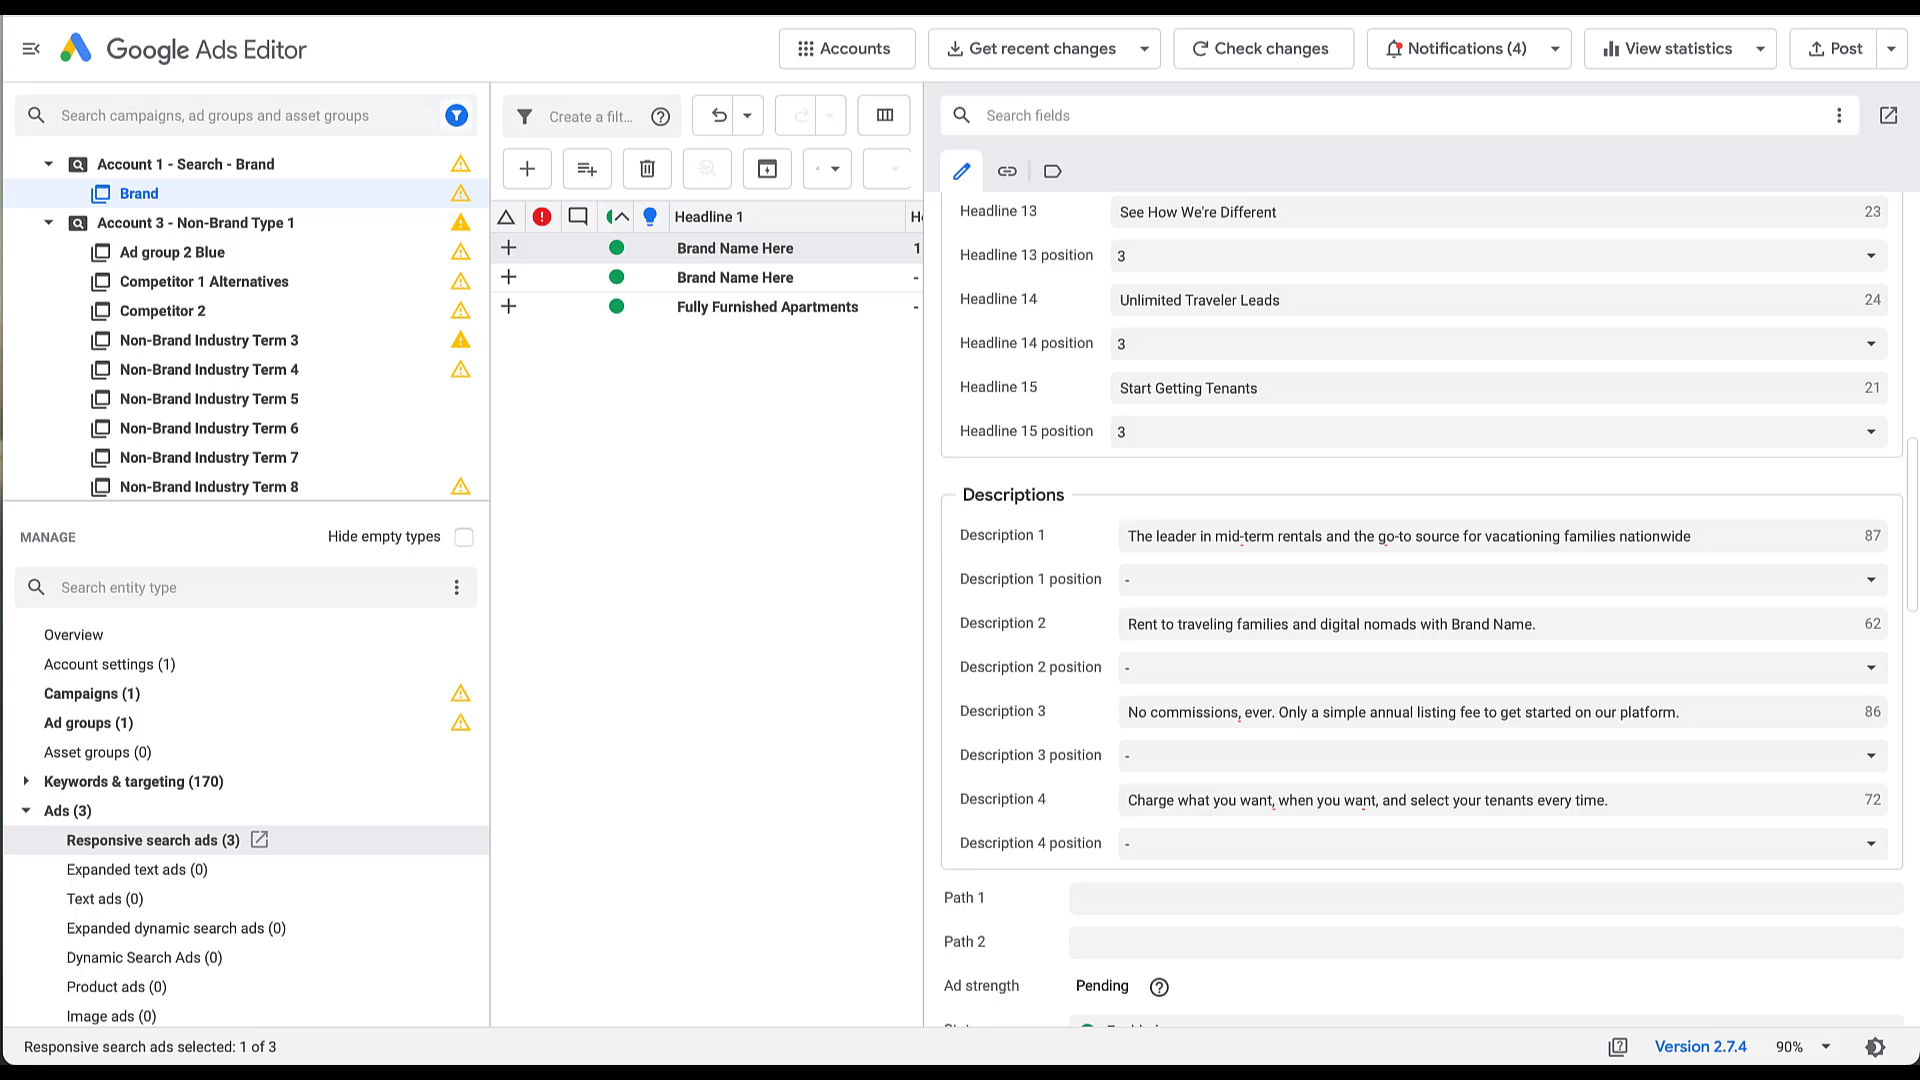 Google Ads Editor
Accounts
Get recent changes
Check changes
Notifications (4)
View statistics
Post
Search campaigns, ad groups and asset groups
Account 1 - Search - Brand
Brand
Account 3 - Non-Brand Type 1
Ad group 2 Blue
Competitor 1 Alternatives
Competitor 2
Non-Brand Industry Term 3
Non-Brand Industry Term 4
Non-Brand Industry Term 5
Non-Brand Industry Term 6
Non-Brand Industry Term 7
Non-Brand Industry Term 8
MANAGE
Hide empty types
Search entity type
Overview
Account settings (1)
Campaigns (1)
Ad groups (1)
Asset groups (0)
Keywords & targeting (170)
Ads (3)
Responsive search ads (3)
Expanded text ads (0)
Text ads (0)
Expanded dynamic search ads (0)
Dynamic Search Ads (0)
Product ads (0)
Image ads (0)
Create a filt...
Headline 1
Brand Name Here 1
Brand Name Here -
Fully Furnished Apartments -
Search fields
Headline 13 See How We're Different 23
Headline 13 position 3
Headline 14 Unlimited Traveler Leads 24
Headline 14 position 3
Headline 15 Start Getting Tenants 21
Headline 15 position 3
Descriptions
Description 1 The leader in mid-term rentals and the go-to source for vacationing families nationwide 87
Description 1 position -
Description 2 Rent to traveling families and digital nomads with Brand Name. 62
Description 2 position -
Description 3 No commissions, ever. Only a simple annual listing fee to get started on our platform. 86
Description 3 position -
Description 4 Charge what you want, when you want, and select your tenants every time. 72
Description 4 position -
Path 1
Path 2
Ad strength Pending
Responsive search ads selected: 1 of 3
Version 2.7.4
90%